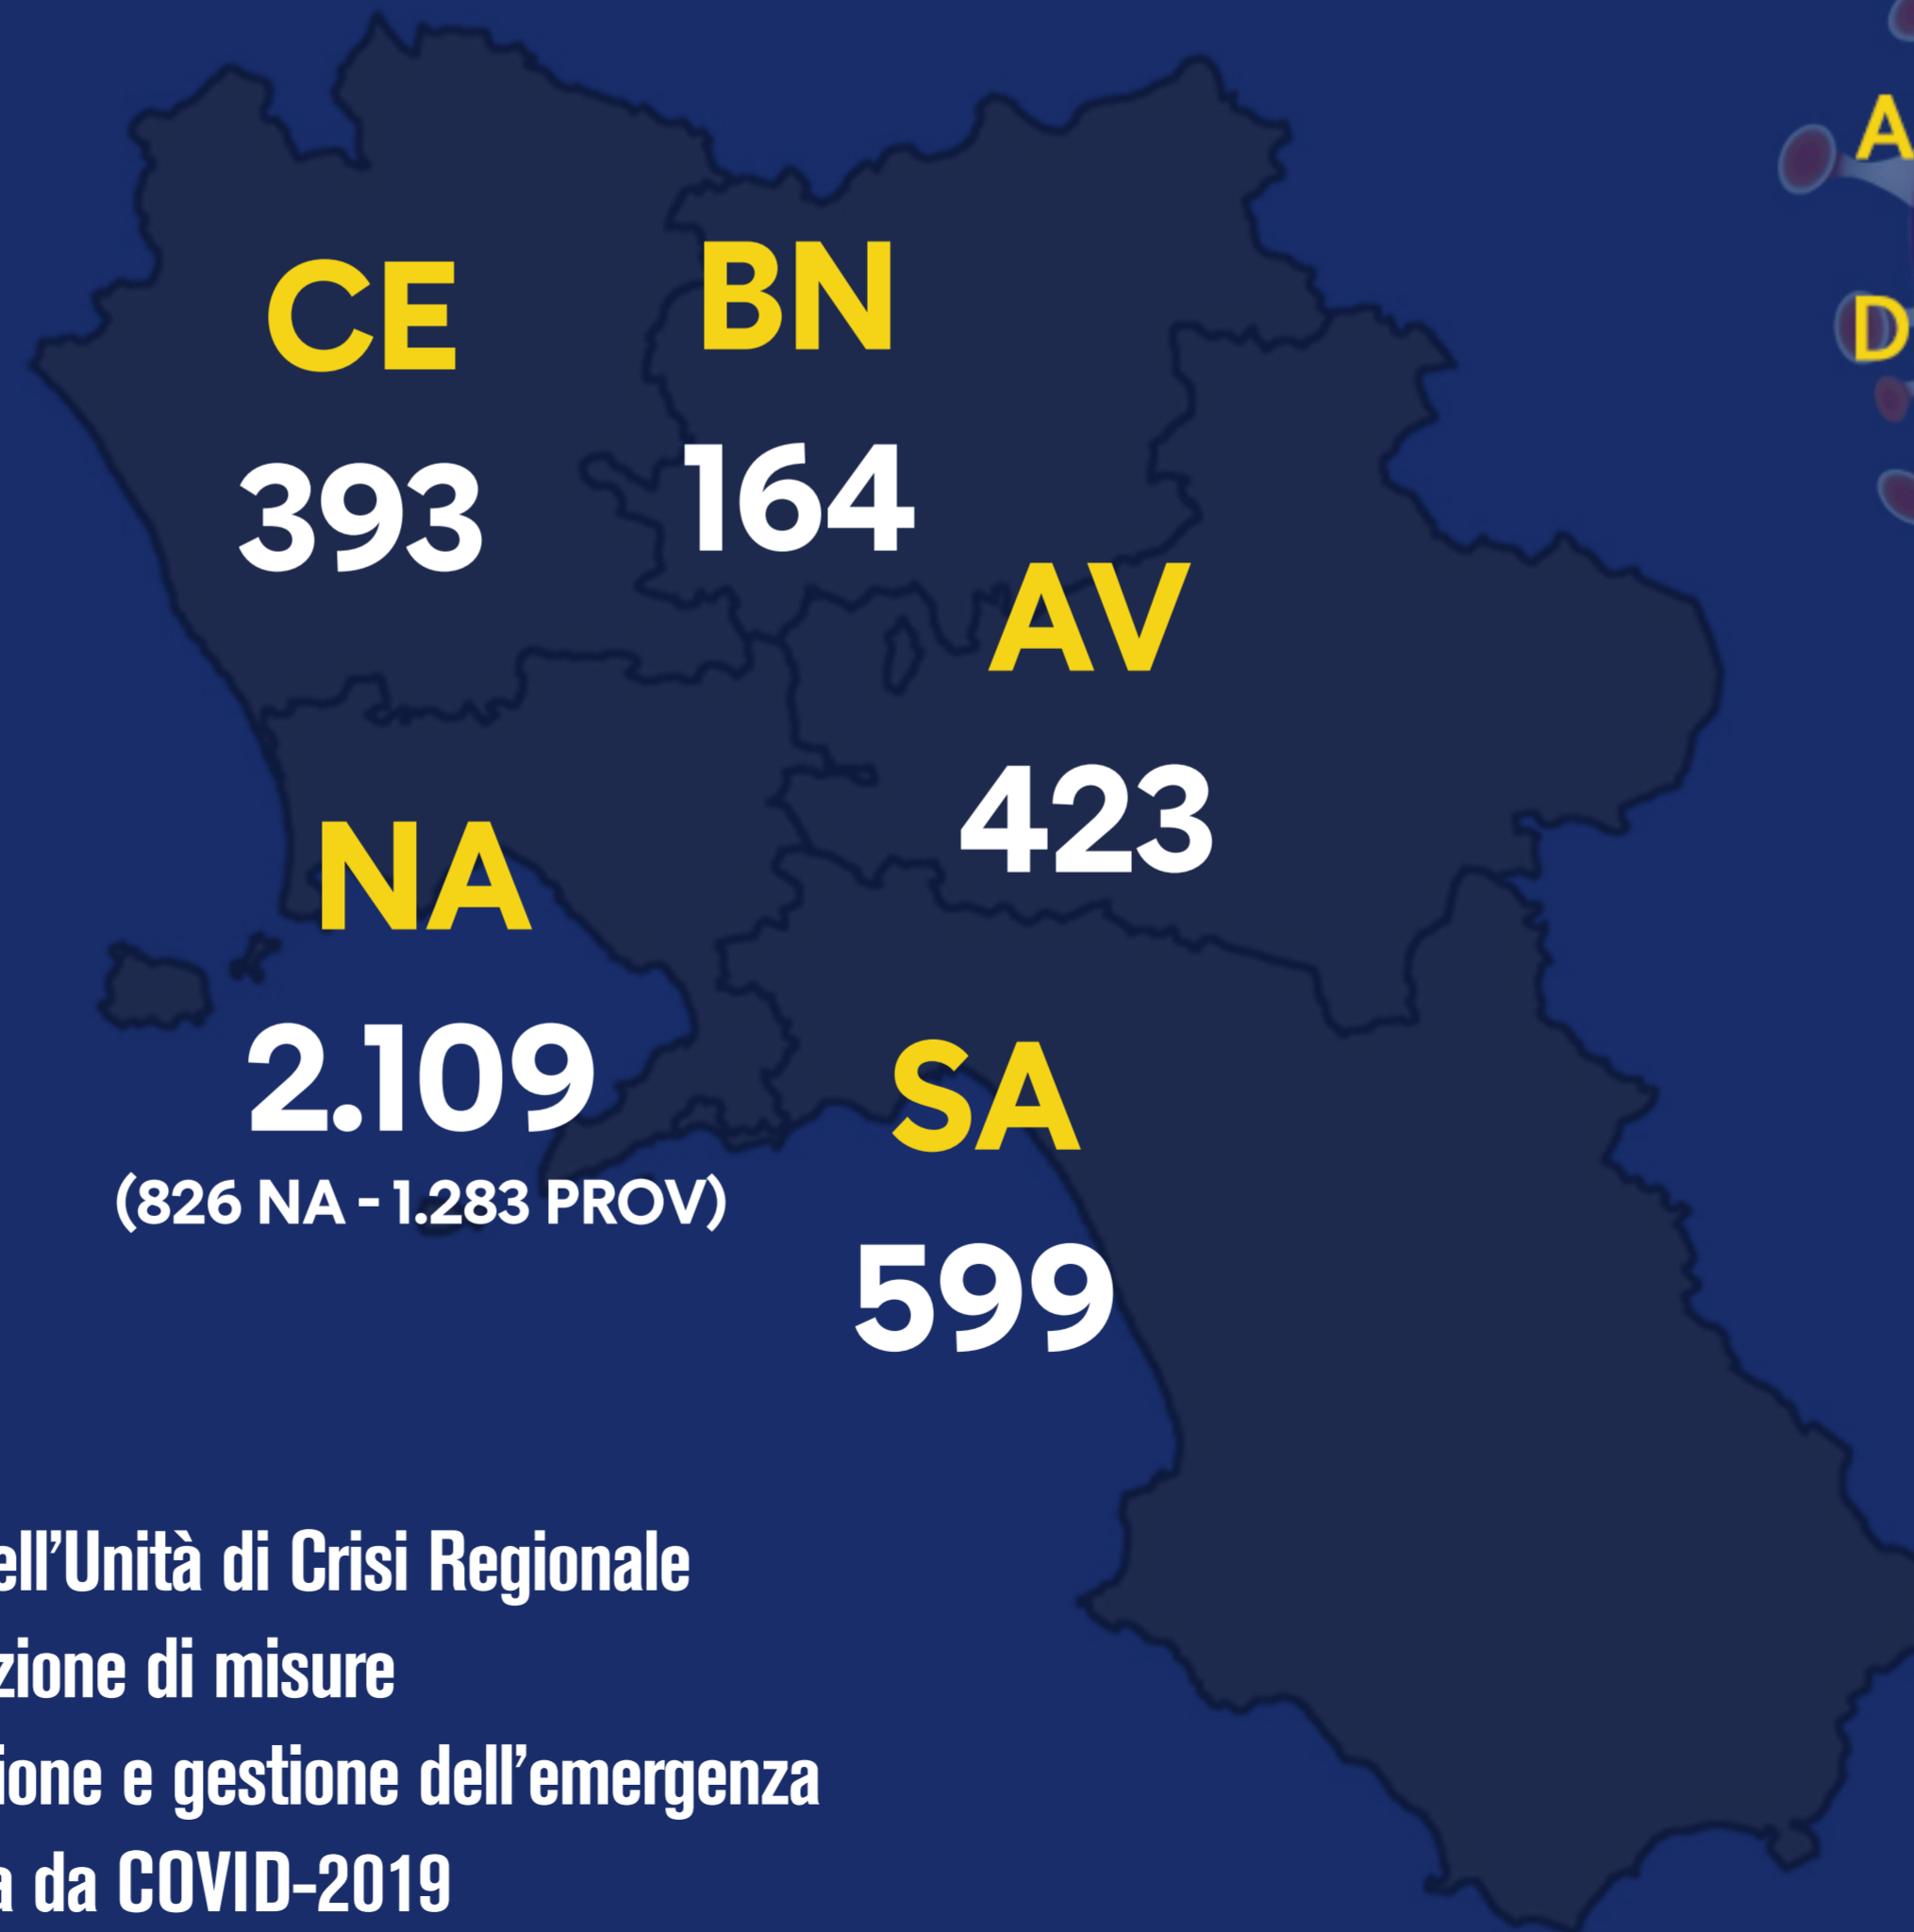 CE
BN
393
164
AV
423
NA
2.109
(826 NA - 1.283 PROV)
SA
599
ell'Unità di Crisi Regionale
zione di misure
ione e gestione dell'emergenza
a da COVID-2019
A
D